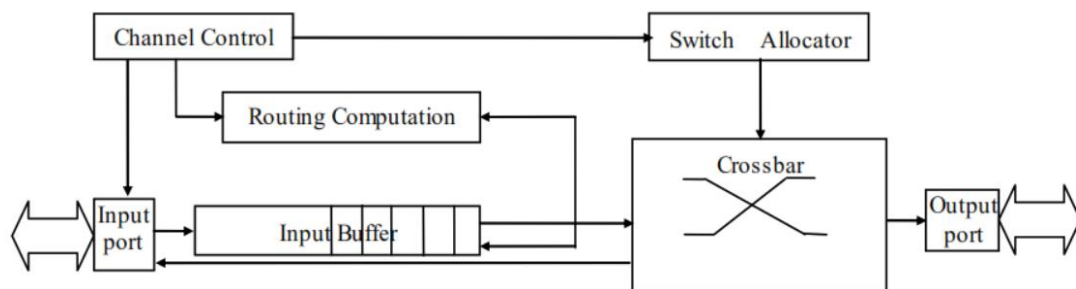 Channel Control
Switch Allocator
Routing Computation
Crossbar
Input
port
Input Buffer
Output
port